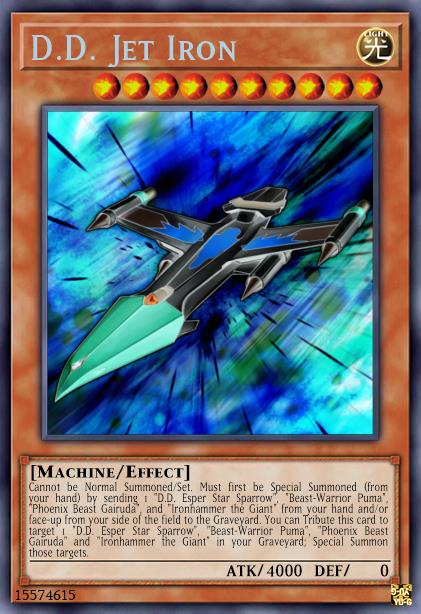 D.D. Jet Iron
LIGHT
光
[Machine/Effect]
Cannot be Normal Summoned/Set. Must first be Special Summoned (from
your hand) by sending 1 "D.D. Esper Star Sparrow", "Beast-Warrior Puma",
"Phoenix Beast Gairuda", and "Ironhammer the Giant" from your hand and/or
face-up from your side of the field to the Graveyard. You can Tribute this card to
target 1 "D.D. Esper Star Sparrow", "Beast-Warrior Puma", "Phoenix Beast
Gairuda" and "Ironhammer the Giant" in your Graveyard; Special Summon
those targets.
ATK/4000 DEF/ 0
15574615